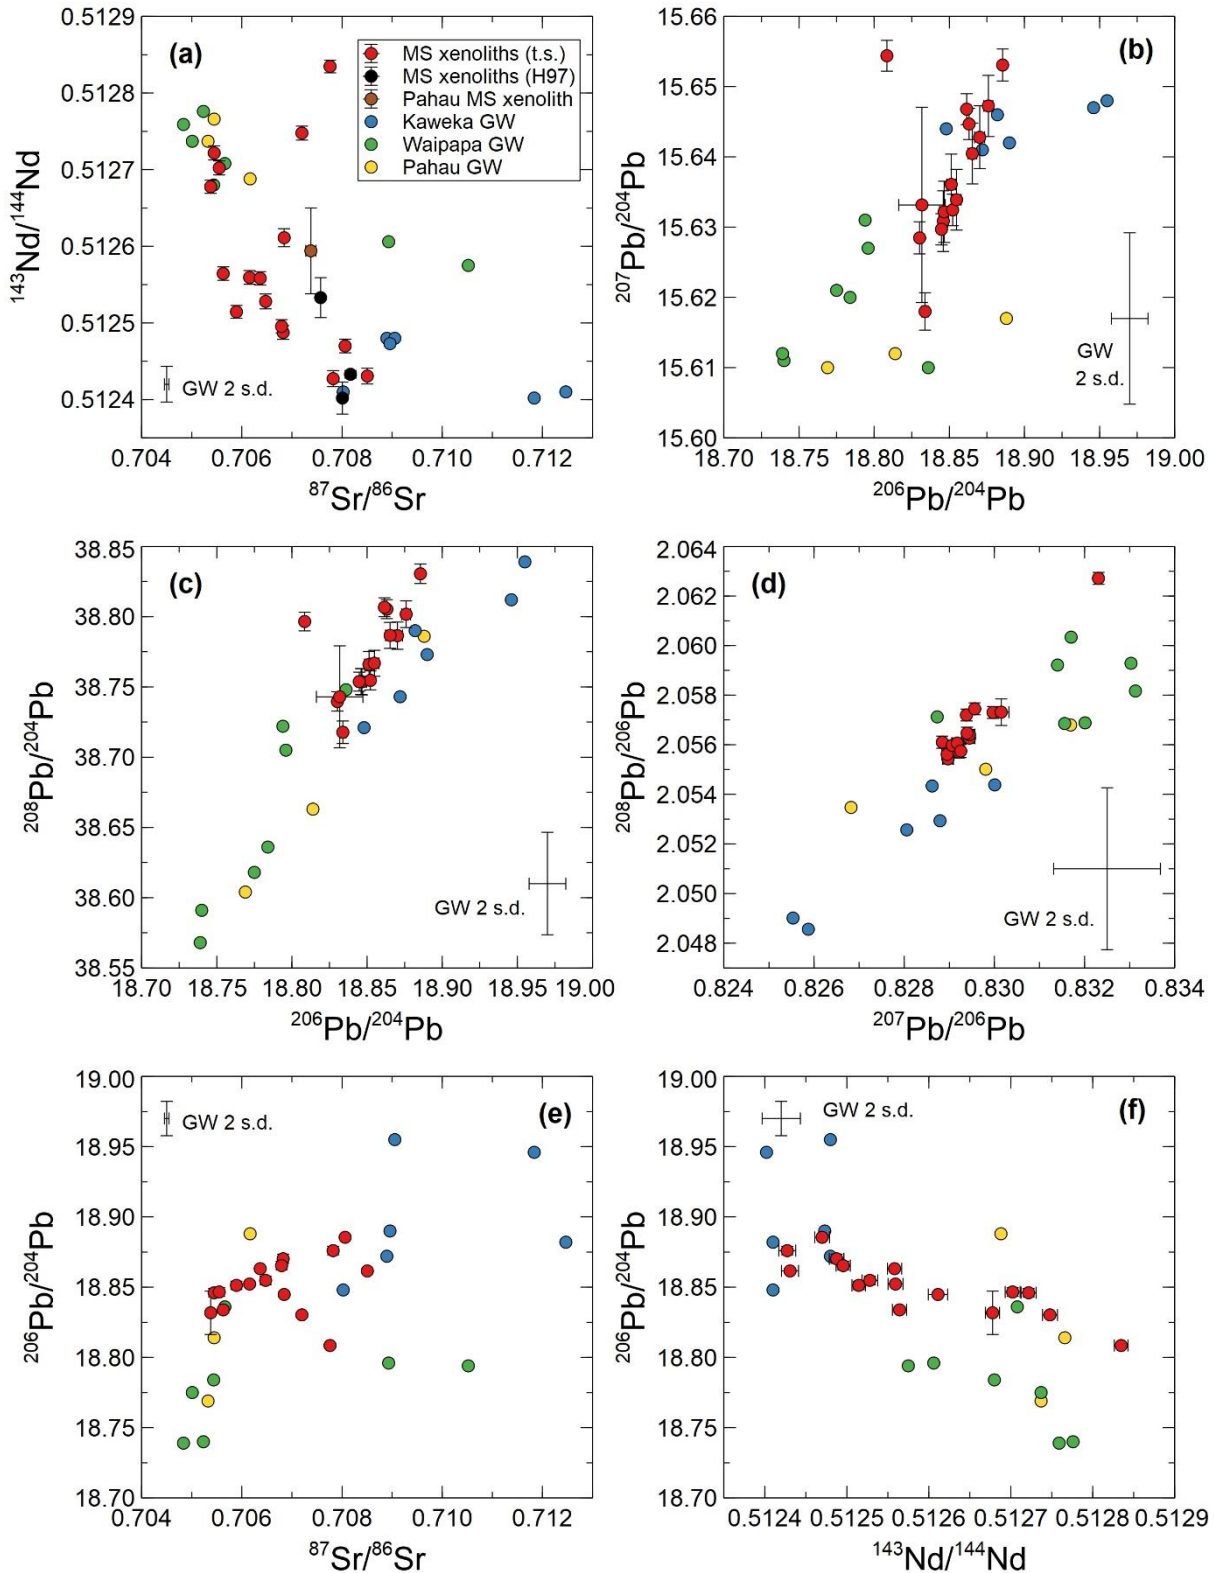 0.5129
0.5128
0.5127
0.5126
0.5125
0.5124
143Nd/144Nd
(a)
MS xenoliths (t.s.)
MS xenoliths (H97)
Pahau MS xenolith
Kaweka GW
Waipapa GW
Pahau GW
GW 2 s.d.
0.704 0.706 0.708 0.710 0.712
87Sr/86Sr
15.66
15.65
15.64
15.63
15.62
15.61
15.60
207Pb/204Pb
(b)
GW
2 s.d.
18.70 18.75 18.80 18.85 18.90 18.95 19.00
206Pb/204Pb
38.85
38.80
38.75
38.70
38.65
38.60
38.55
208Pb/204Pb
(c)
GW 2 s.d.
18.70 18.75 18.80 18.85 18.90 18.95 19.00
206Pb/204Pb
2.064
2.062
2.060
2.058
2.056
2.054
2.052
2.050
2.048
208Pb/206Pb
(d)
GW 2 s.d.
0.824 0.826 0.828 0.830 0.832 0.834
207Pb/206Pb
19.00
18.95
18.90
18.85
18.80
18.75
18.70
206Pb/204Pb
GW 2 s.d.
(e)
0.704 0.706 0.708 0.710 0.712
87Sr/86Sr
19.00
18.95
18.90
18.85
18.80
18.75
18.70
206Pb/204Pb
GW 2 s.d.
(f)
0.5124 0.5125 0.5126 0.5127 0.5128 0.5129
143Nd/144Nd